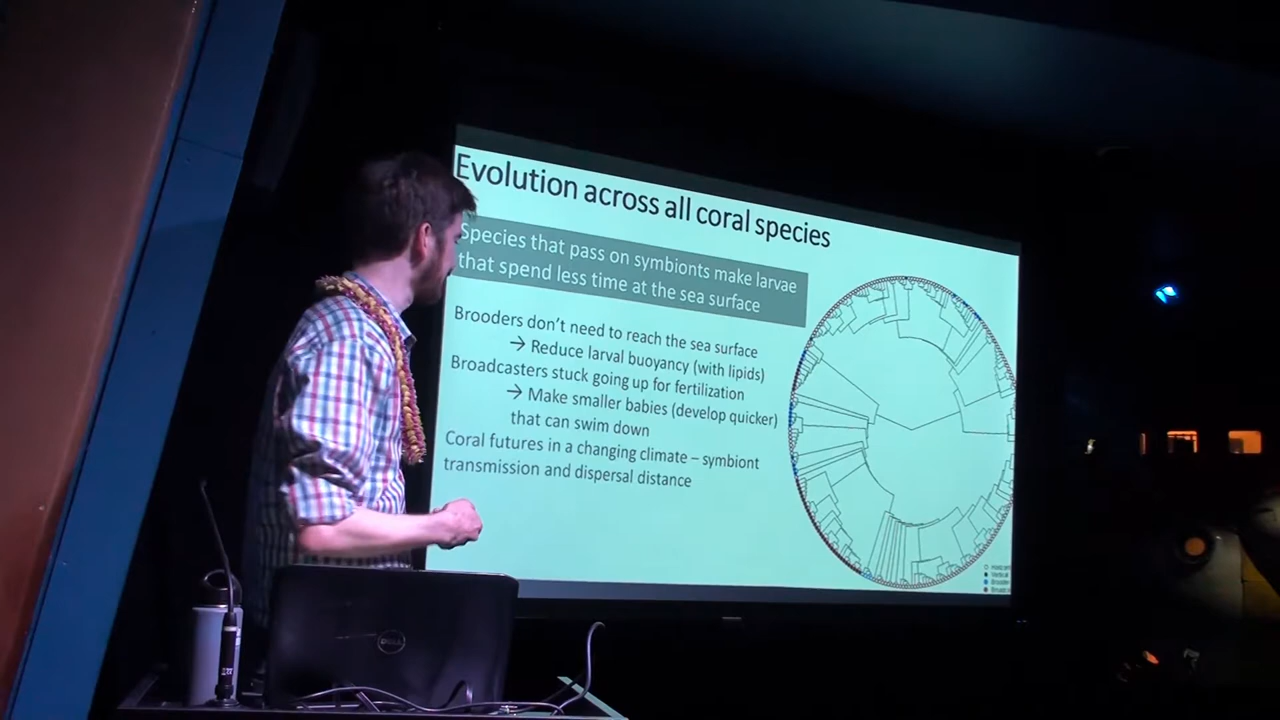 Evolution across all coral species
Species that pass on symbionts make larvae
that spend less time at the sea surface
Brooders don't need to reach the sea surface
→ Reduce larval buoyancy (with lipids)
Broadcasters stuck going up for fertilization
→ Make smaller babies (develop quicker)
that can swim down
Coral futures in a changing climate – symbiont
transmission and dispersal distance
DELL